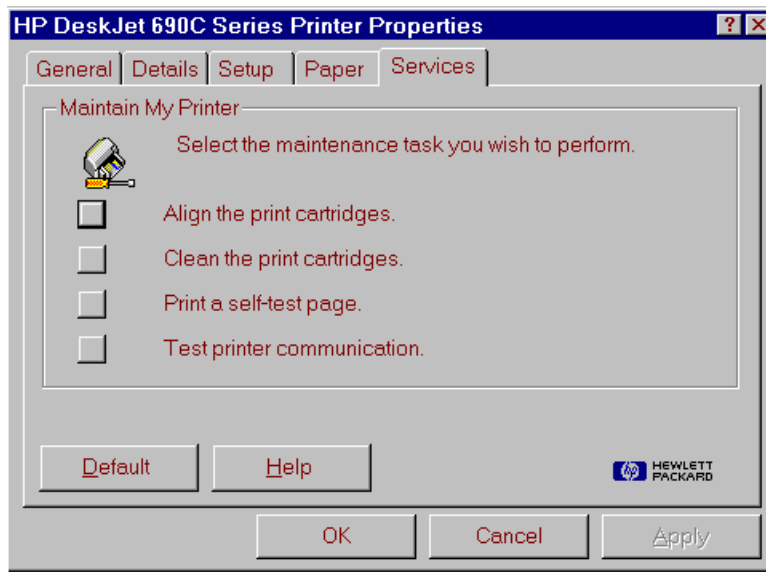 HP DeskJet 690C Series Printer Properties
General Details Setup Paper Services
Maintain My Printer
Select the maintenance task you wish to perform.
Align the print cartridges.
Clean the print cartridges.
Print a self-test page.
Test printer communication.
Default Help
hp HEWLETT
PACKARD
OK Cancel Apply